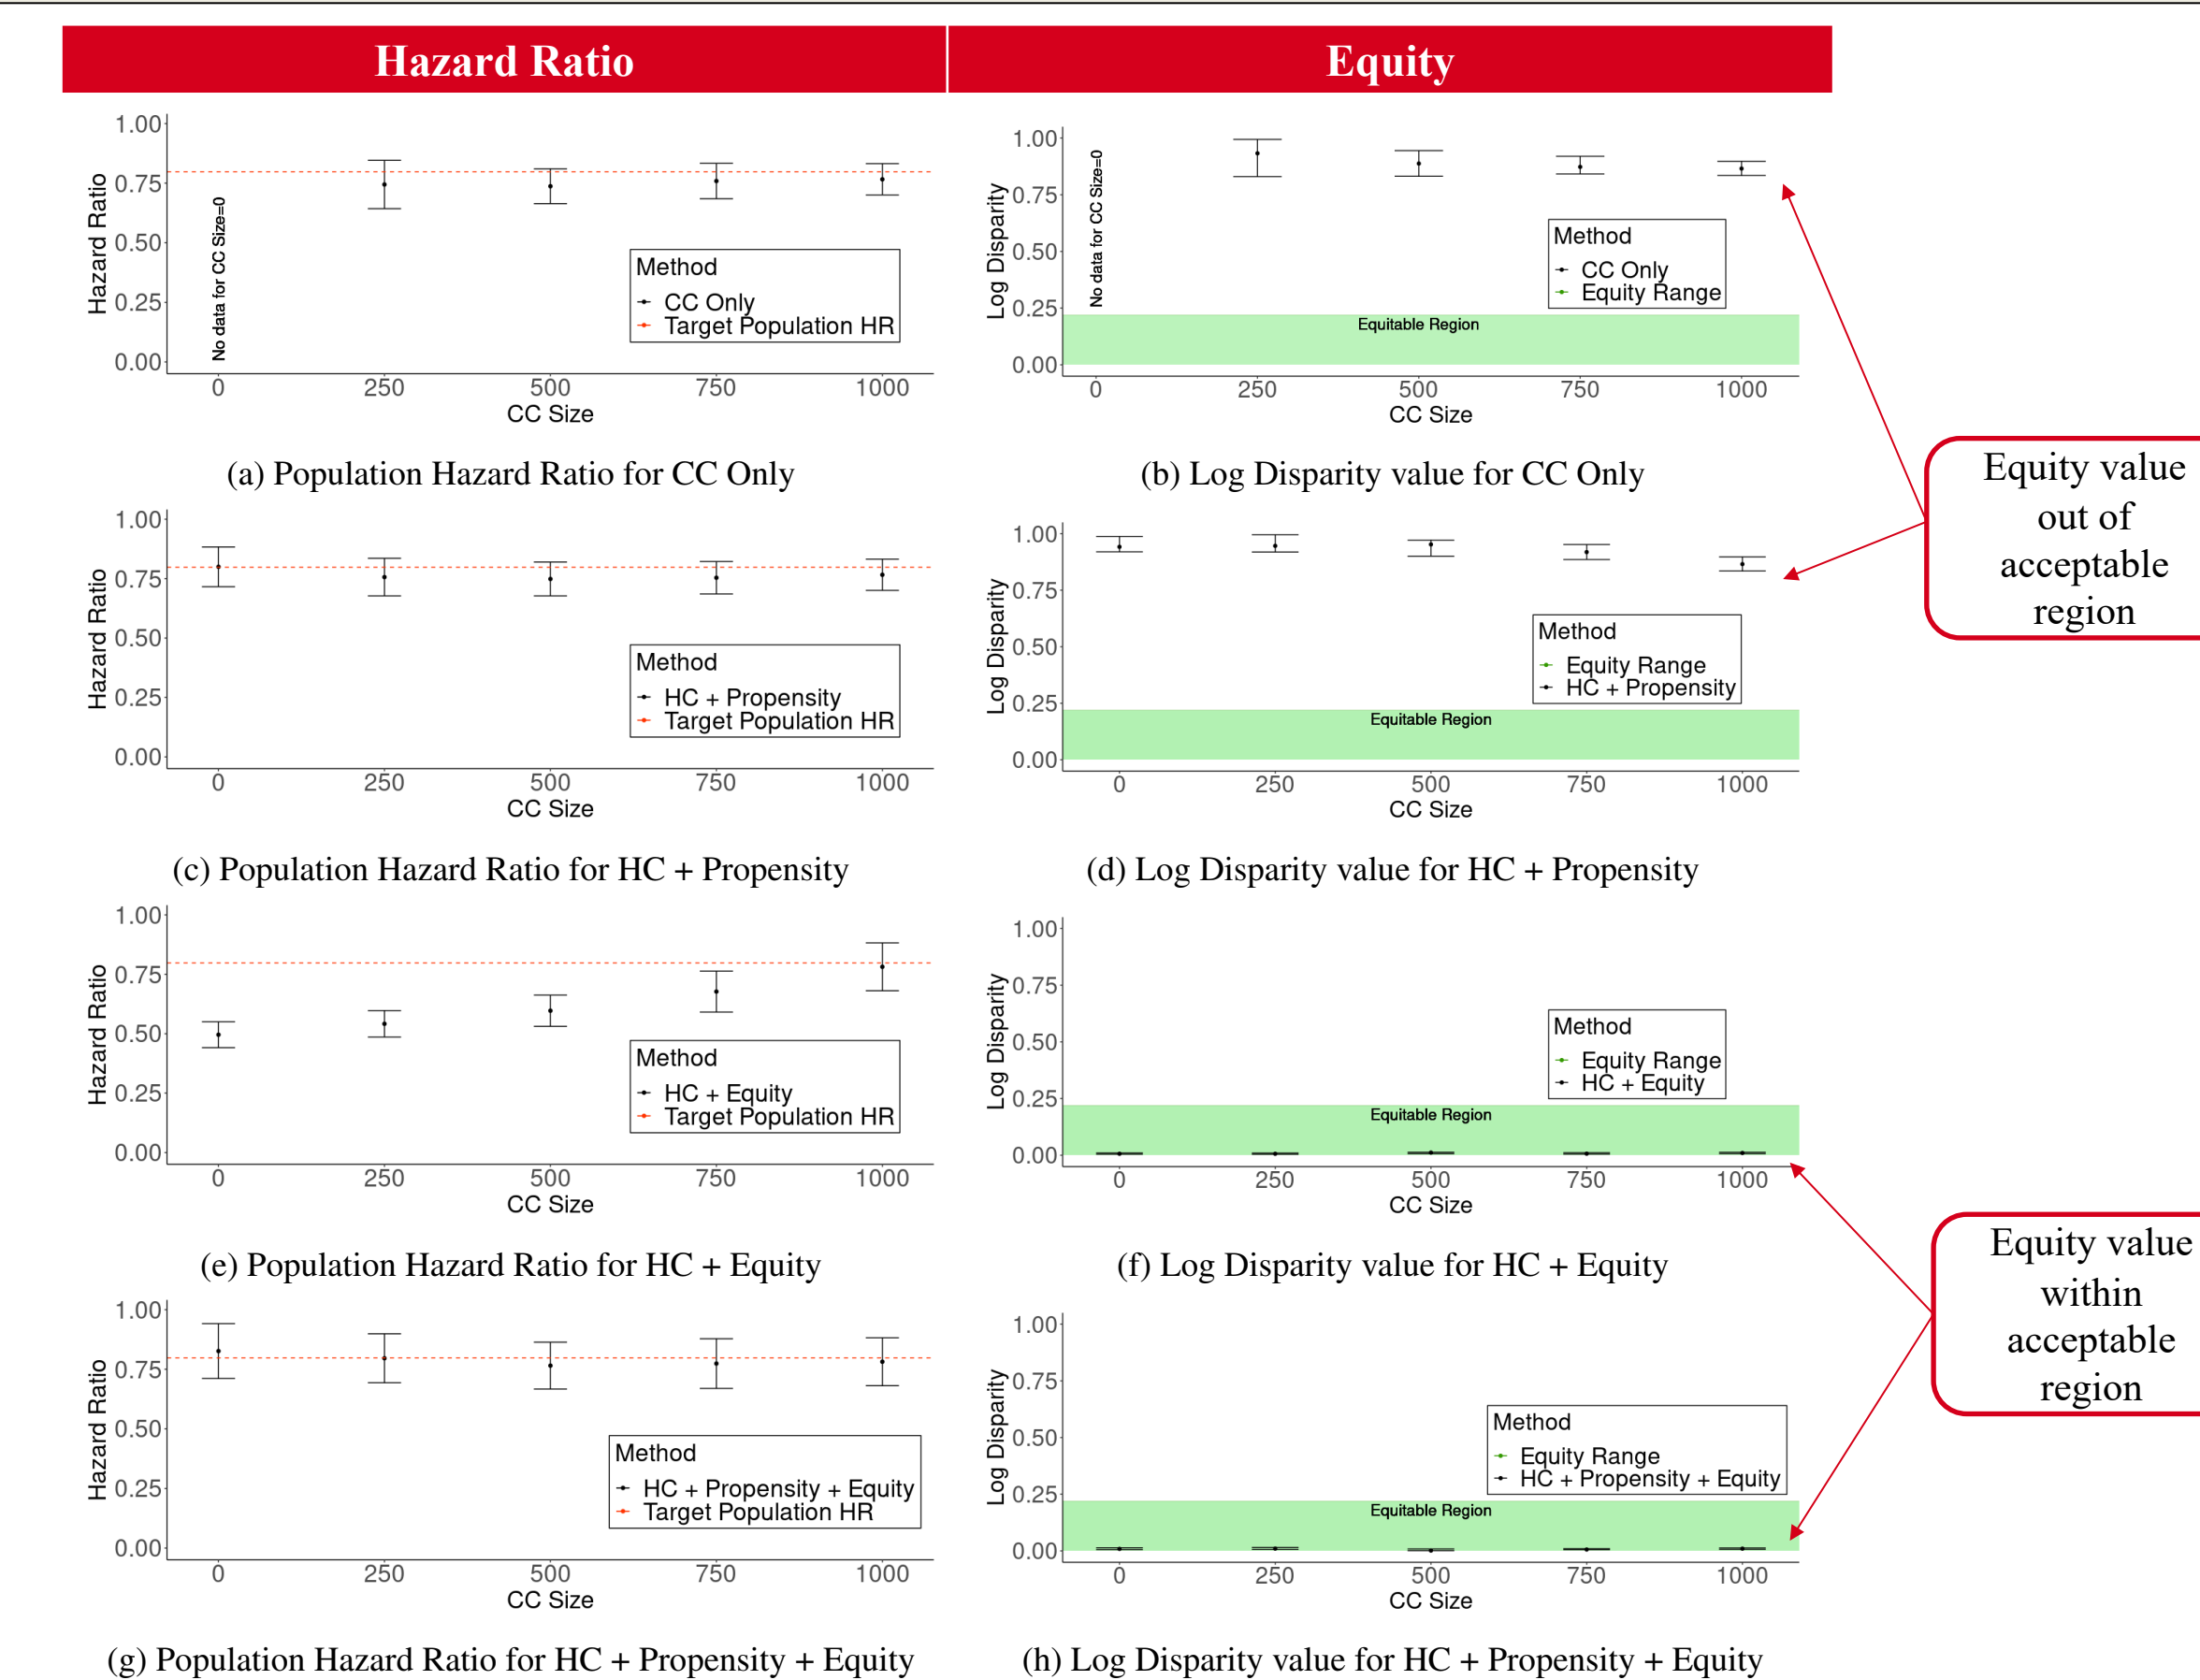 Hazard Ratio
Equity
1.00
0.75
0.50
0.25
0.00
Hazard Ratio
No data for CC Size=0
Method
CC Only
Target Population HR
0 250 500 750 1000
CC Size
(a) Population Hazard Ratio for CC Only
1.00
0.75
0.50
0.25
0.00
Log Disparity
No data for CC Size=0
Method
CC Only
Equity Range
Equitable Region
0 250 500 750 1000
CC Size
(b) Log Disparity value for CC Only
Equity value
out of
acceptable
region
1.00
0.75
0.50
0.25
0.00
Hazard Ratio
Method
HC + Propensity
Target Population HR
0 250 500 750 1000
CC Size
(c) Population Hazard Ratio for HC + Propensity
1.00
0.75
0.50
0.25
0.00
Log Disparity
Method
Equity Range
HC + Propensity
Equitable Region
0 250 500 750 1000
CC Size
(d) Log Disparity value for HC + Propensity
1.00
0.75
0.50
0.25
0.00
Hazard Ratio
Method
HC + Equity
Target Population HR
0 250 500 750 1000
CC Size
(e) Population Hazard Ratio for HC + Equity
1.00
0.75
0.50
0.25
0.00
Log Disparity
Method
Equity Range
HC + Equity
Equitable Region
0 250 500 750 1000
CC Size
(f) Log Disparity value for HC + Equity
Equity value
within
acceptable
region
1.00
0.75
0.50
0.25
0.00
Hazard Ratio
Method
HC + Propensity + Equity
Target Population HR
0 250 500 750 1000
CC Size
(g) Population Hazard Ratio for HC + Propensity + Equity
1.00
0.75
0.50
0.25
0.00
Log Disparity
Method
Equity Range
HC + Propensity + Equity
Equitable Region
0 250 500 750 1000
CC Size
(h) Log Disparity value for HC + Propensity + Equity